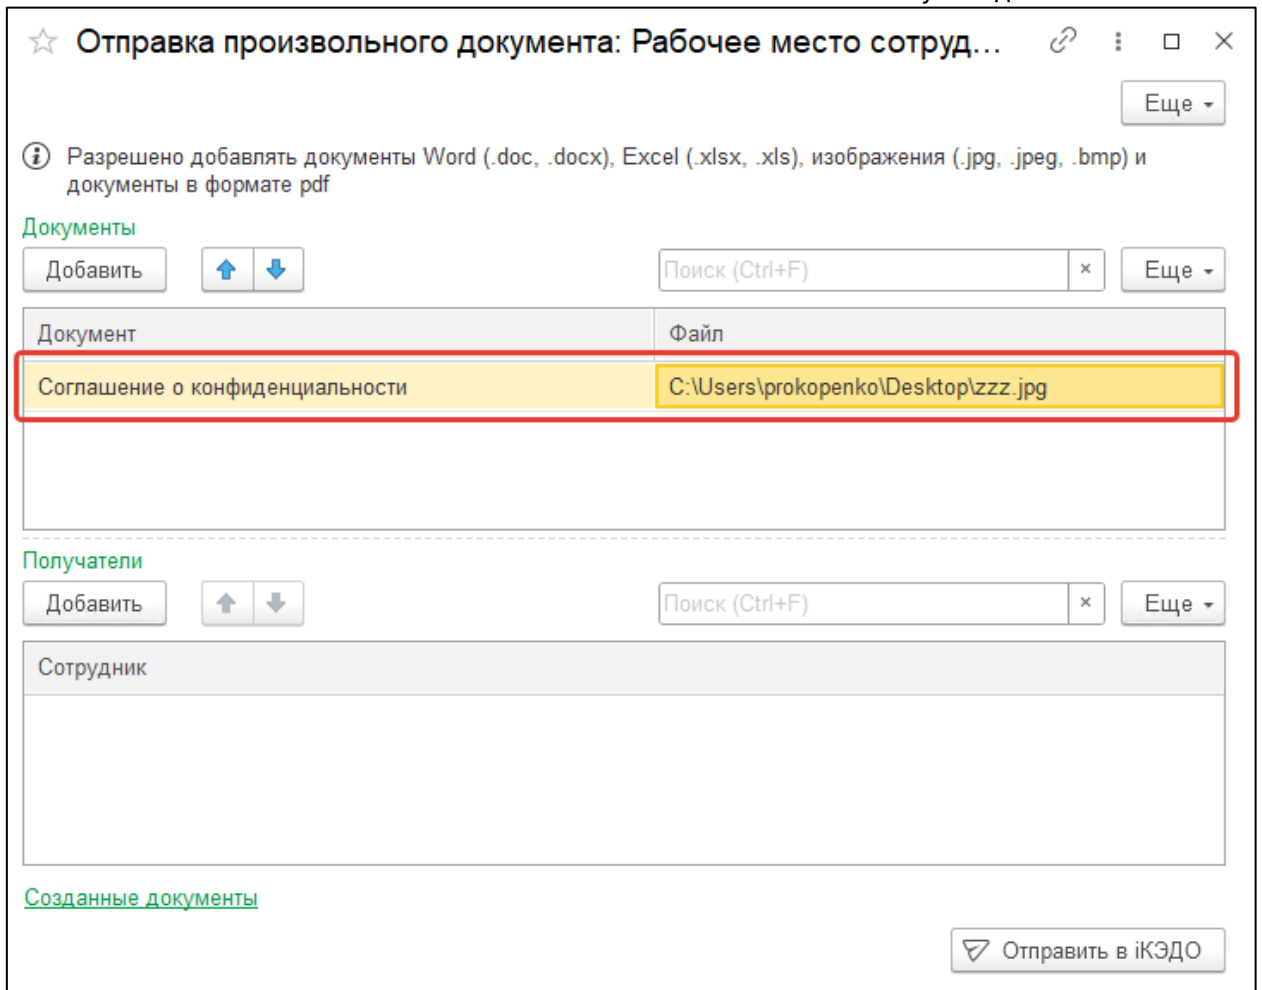 Отправка произвольного документа: Рабочее место сотруд...
Еще
Разрешено добавлять документы Word (.doc, .docx), Excel (.xlsx, .xls), изображения (.jpg, .jpeg, .bmp) и
документы в формате pdf
Документы
Добавить
Поиск (Ctrl+F)
×
Еще
Документ
Файл
Соглашение о конфиденциальности
C:\Users\prokopenko\Desktop\zzz.jpg
Получатели
Добавить
Поиск (Ctrl+F)
×
Еще
Сотрудник
Созданные документы
Отправить в iКЭДО